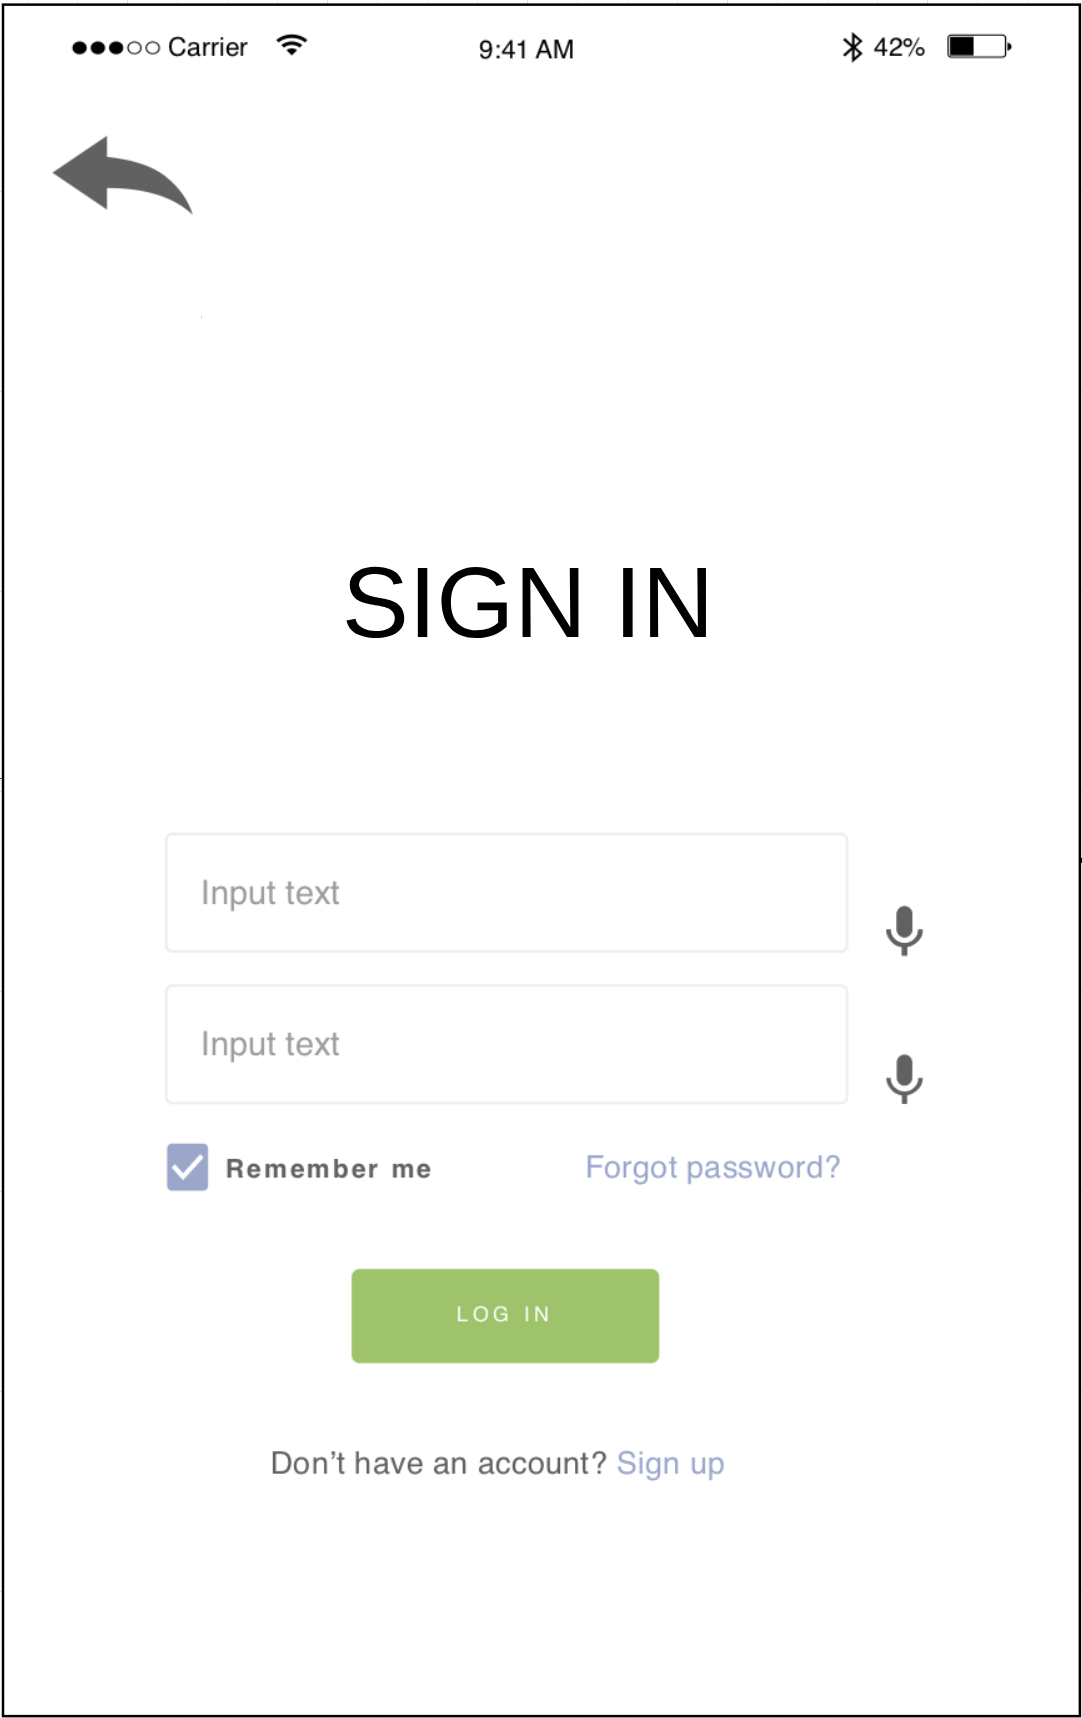 Carrier 9:41 AM 42%
SIGN IN
Input text
Input text
Remember me Forgot password?
LOG IN
Don’t have an account? Sign up